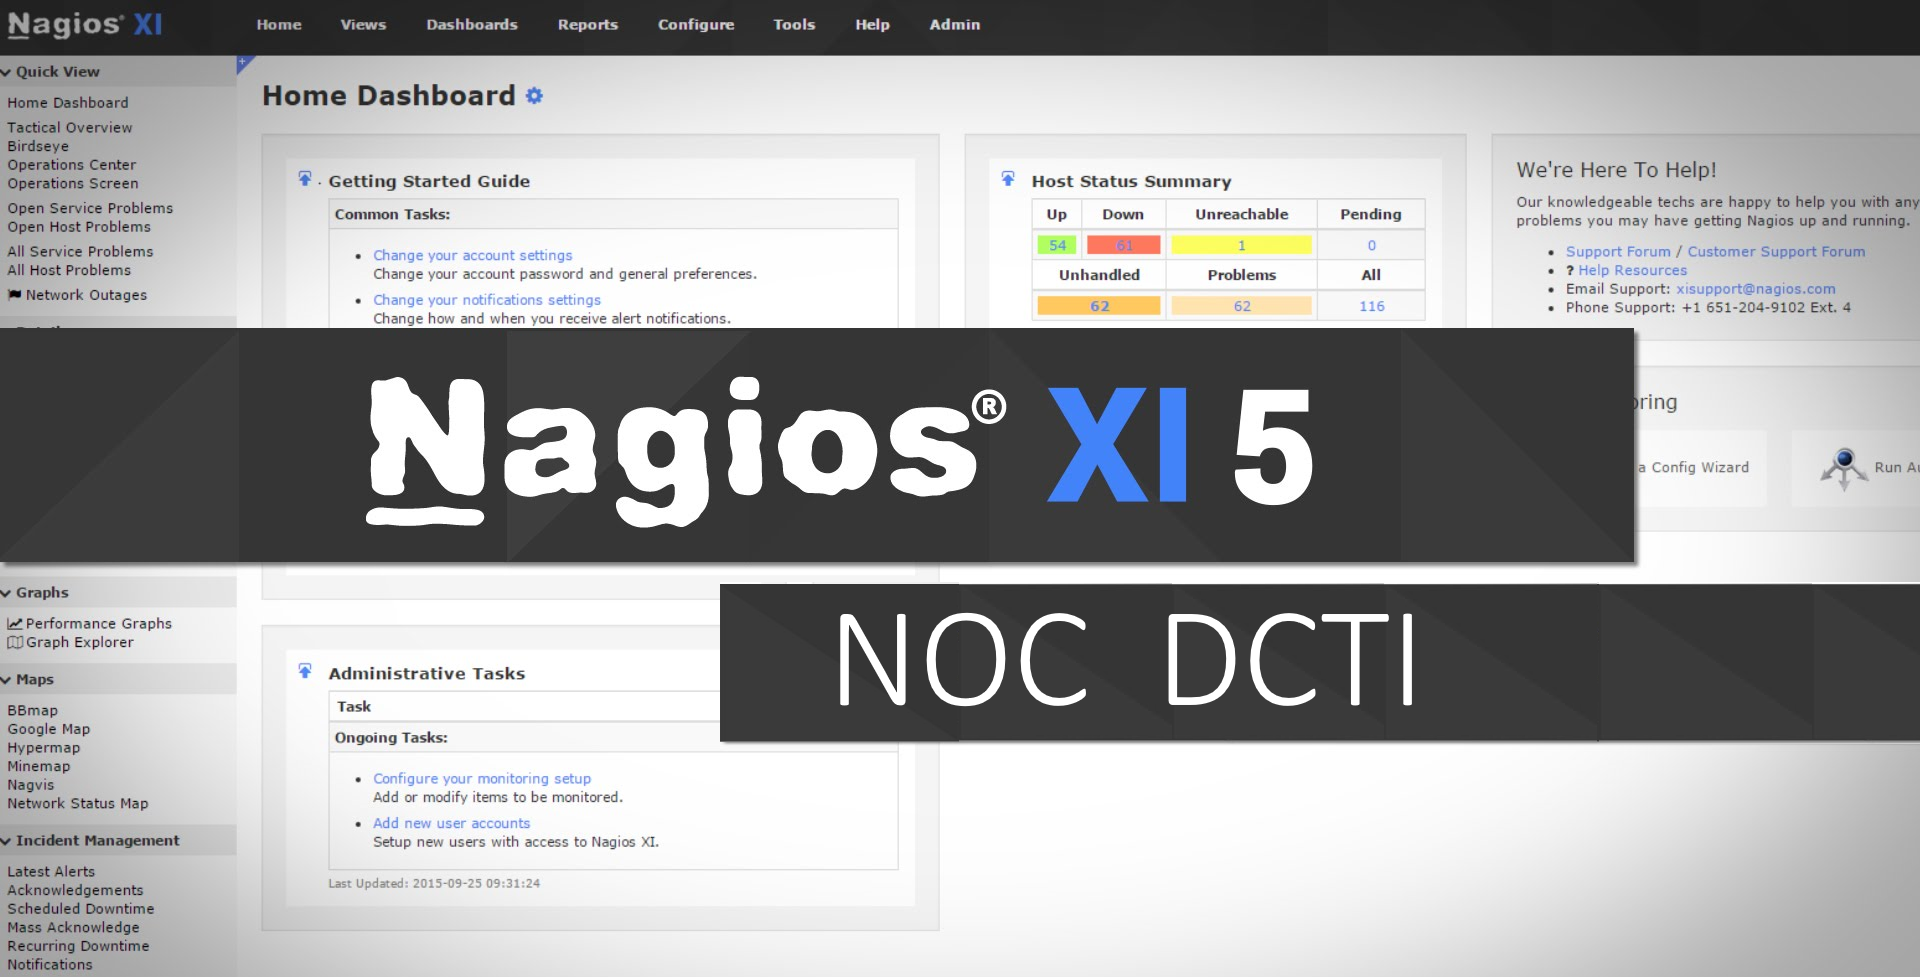 Nagios® XI
Home Views Dashboards Reports Configure Tools Help Admin
Quick View
Home Dashboard
Tactical Overview
Birdseye
Operations Center
Operations Screen
Open Service Problems
Open Host Problems
All Service Problems
All Host Problems
Network Outages
Home Dashboard
Getting Started Guide
Common Tasks:
Change your account settings
Change your account password and general preferences.
Change your notifications settings
Change how and when you receive alert notifications.
Host Status Summary
Up Down Unreachable Pending
54 61 1 0
Unhandled Problems All
62 62 116
We're Here To Help!
Our knowledgeable techs are happy to help you with any
problems you may have getting Nagios up and running.
Support Forum / Customer Support Forum
? Help Resources
Email Support: xisupport@nagios.com
Phone Support: +1 651-204-9102 Ext. 4
Nagios® XI 5
a Config Wizard
Run
NOC DCTI
Graphs
Performance Graphs
Graph Explorer
Maps
BBmap
Google Map
Hypermap
Minemap
Nagvis
Network Status Map
Incident Management
Latest Alerts
Acknowledgements
Scheduled Downtime
Mass Acknowledge
Recurring Downtime
Notifications
Administrative Tasks
Task
Ongoing Tasks:
Configure your monitoring setup
Add or modify items to be monitored.
Add new user accounts
Setup new users with access to Nagios XI.
Last Updated: 2015-09-25 09:31:24